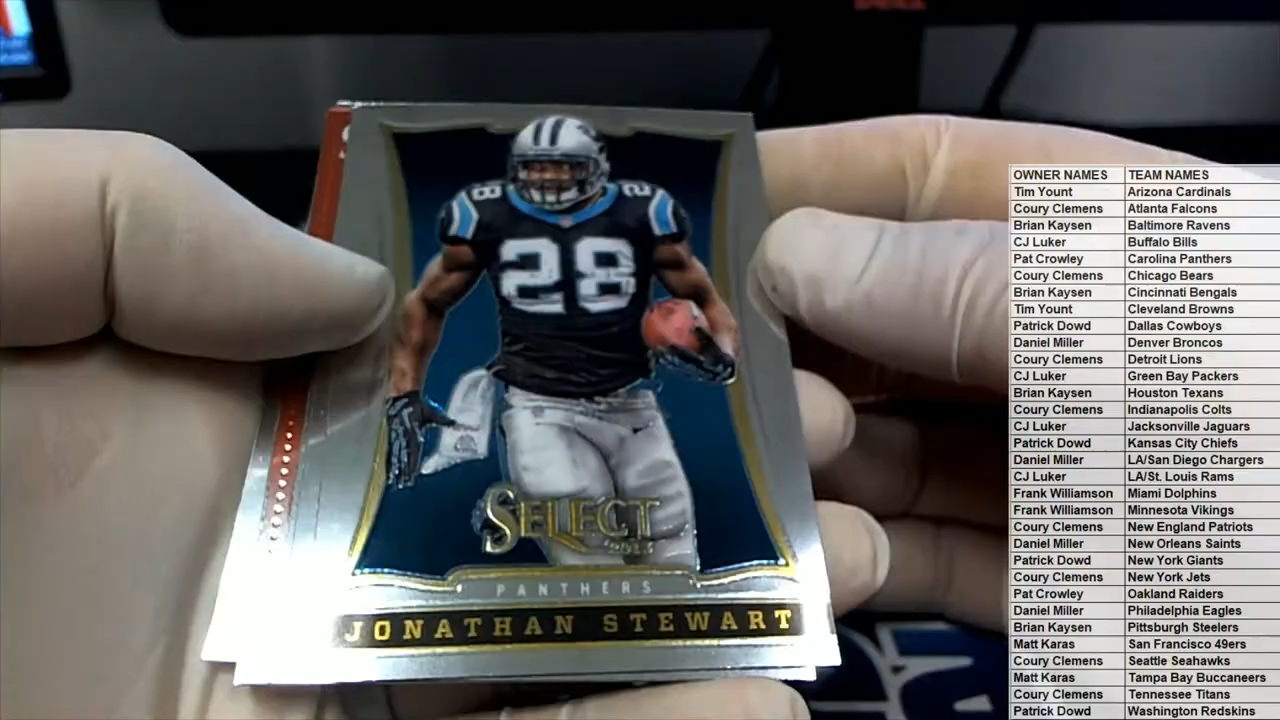 28
28
2
SELECT
2013
PANTHERS
JONATHAN STEWART
OWNER NAMES TEAM NAMES
Tim Yount Arizona Cardinals
Coury Clemens Atlanta Falcons
Brian Kaysen Baltimore Ravens
CJ Luker Buffalo Bills
Pat Crowley Carolina Panthers
Coury Clemens Chicago Bears
Brian Kaysen Cincinnati Bengals
Tim Yount Cleveland Browns
Patrick Dowd Dallas Cowboys
Daniel Miller Denver Broncos
Coury Clemens Detroit Lions
CJ Luker Green Bay Packers
Brian Kaysen Houston Texans
Coury Clemens Indianapolis Colts
CJ Luker Jacksonville Jaguars
Patrick Dowd Kansas City Chiefs
Daniel Miller LA/San Diego Chargers
CJ Luker LA/St. Louis Rams
Frank Williamson Miami Dolphins
Frank Williamson Minnesota Vikings
Coury Clemens New England Patriots
Daniel Miller New Orleans Saints
Patrick Dowd New York Giants
Coury Clemens New York Jets
Pat Crowley Oakland Raiders
Daniel Miller Philadelphia Eagles
Brian Kaysen Pittsburgh Steelers
Matt Karas San Francisco 49ers
Coury Clemens Seattle Seahawks
Matt Karas Tampa Bay Buccaneers
Coury Clemens Tennessee Titans
Patrick Dowd Washington Redskins